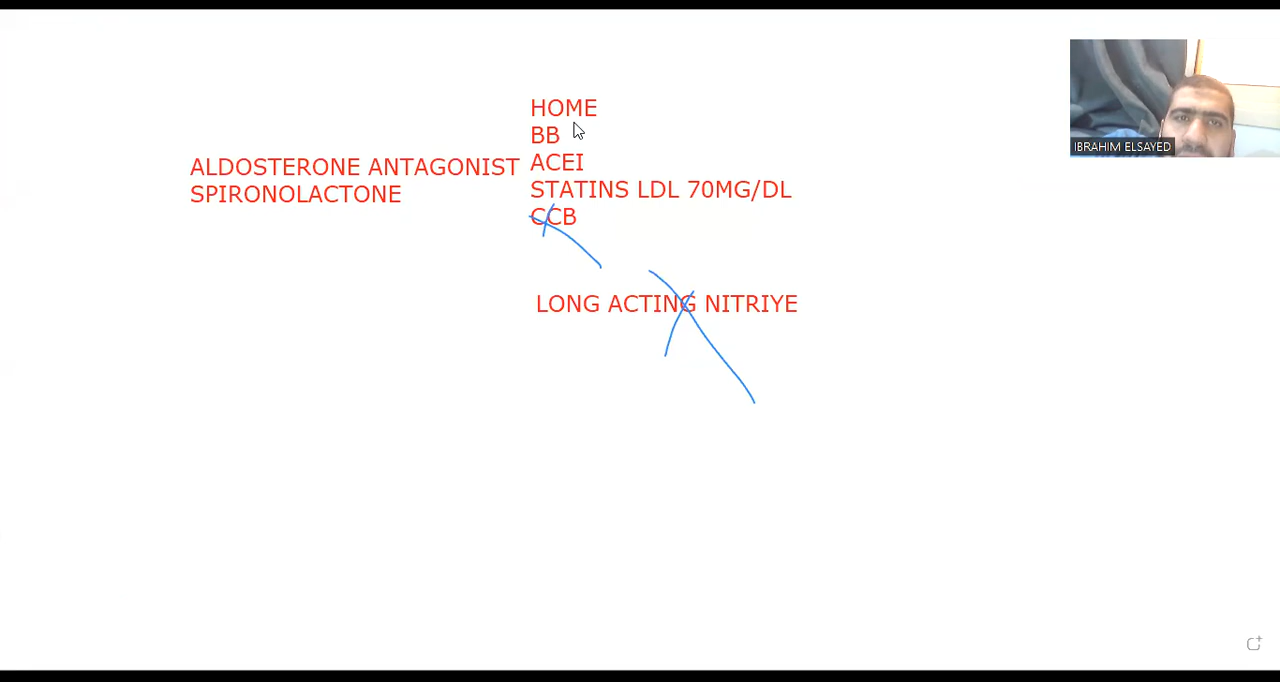 HOME
BB
ACEI
STATINS LDL 70MG/DL
CCB
ALDOSTERONE ANTAGONIST
SPIRONOLACTONE
LONG ACTING NITRIYE
IBRAHIM ELSAYED